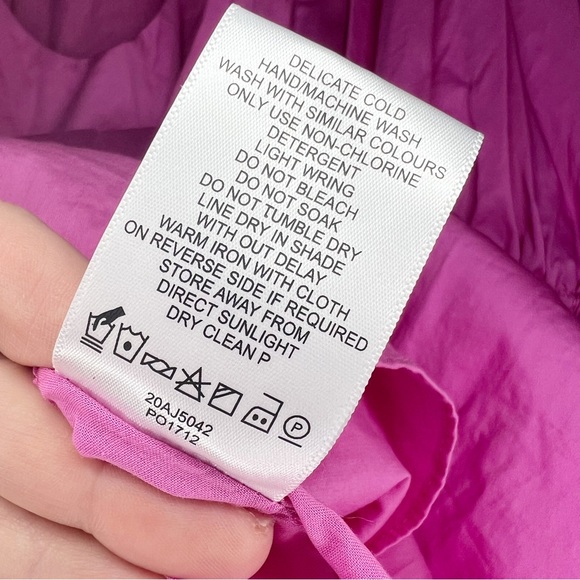 DELICATE COLD
HAND/MACHINE WASH
WASH WITH SIMILAR COLOURS
ONLY USE NON-CHLORINE
DETERGENT
LIGHT WRING
DO NOT BLEACH
DO NOT SOAK
DO NOT TUMBLE DRY
LINE DRY IN SHADE
WITH OUT DELAY
WARM IRON WITH CLOTH
ON REVERSE SIDE IF REQUIRED
STORE AWAY FROM
DIRECT SUNLIGHT
DRY CLEAN P
P
20AJ5042
PO1712